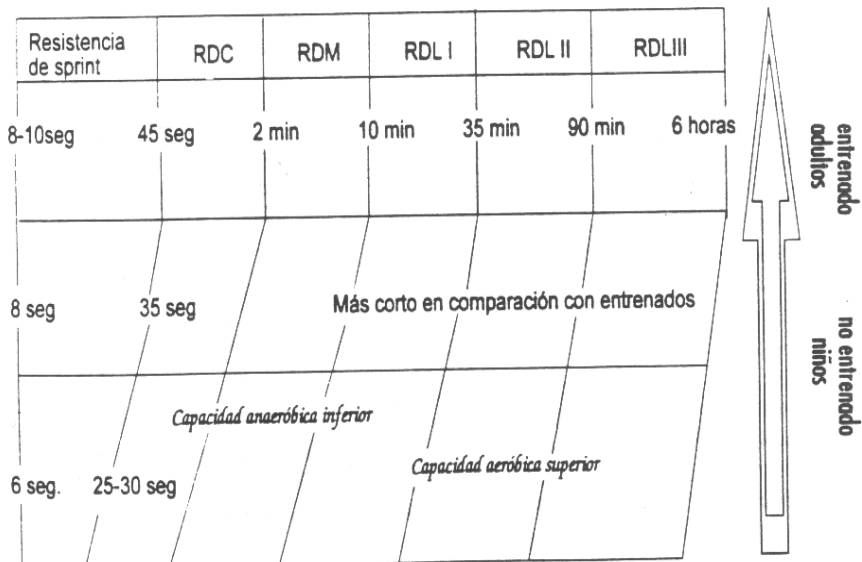 Resistencia
de sprint
RDC
RDM
RDL I
RDL II
RDLIII
8-10seg
45 seg
2 min
10 min
35 min
90 min
6 horas
entrenado
adultos
8 seg
35 seg
Más corto en comparación con entrenados
no entrenado
niños
Capacidad anaeróbica inferior
Capacidad aeróbica superior
6 seg.
25-30 seg